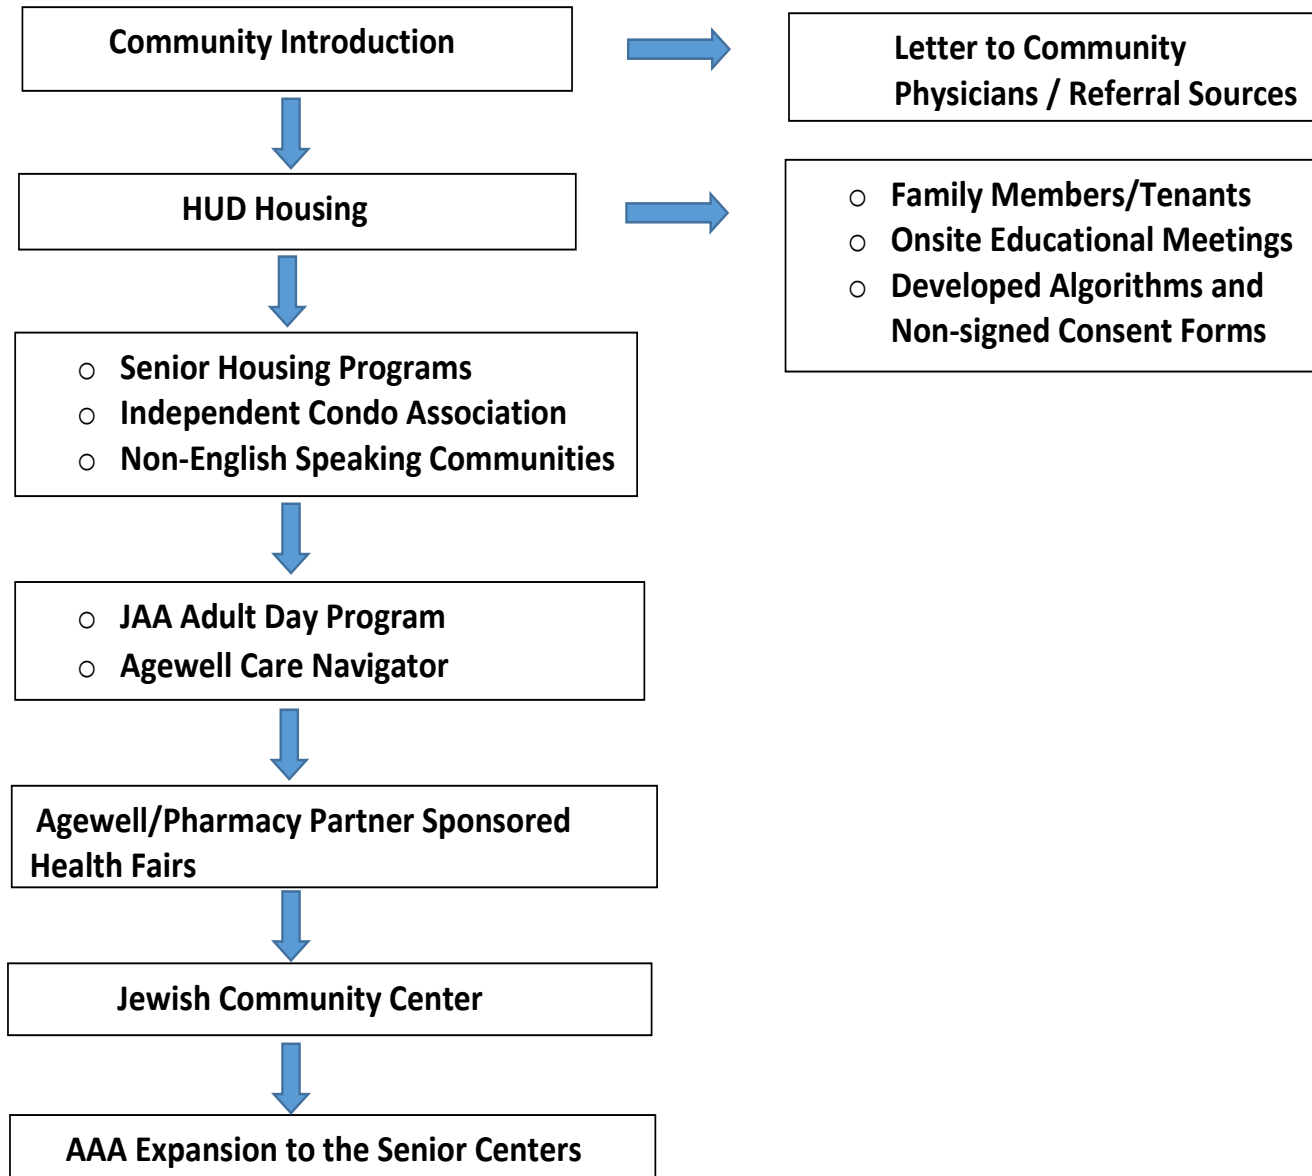 Community Introduction
Letter to Community
Physicians / Referral Sources
HUD Housing
○ Family Members/Tenants
○ Onsite Educational Meetings
○ Developed Algorithms and
Non-signed Consent Forms
○ Senior Housing Programs
○ Independent Condo Association
○ Non-English Speaking Communities
○ JAA Adult Day Program
○ Agewell Care Navigator
Agewell/Pharmacy Partner Sponsored
Health Fairs
Jewish Community Center
AAA Expansion to the Senior Centers